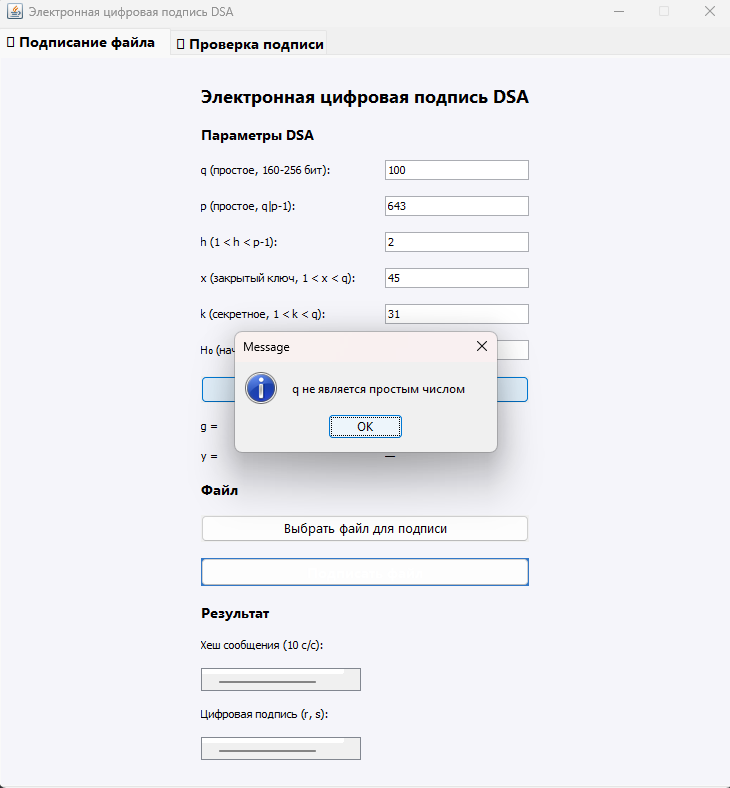 Электронная цифровая подпись DSA
Подписание файла
Проверка подписи
Электронная цифровая подпись DSA
Параметры DSA
q (простое, 160-256 бит): 100
p (простое, q|p-1): 643
h (1 < h < p-1): 2
x (закрытый ключ, 1 < x < q): 45
k (секретное, 1 < k < q): 31
H₀
Message
q не является простым числом
OK
g =
y = —
Файл
Выбрать файл для подписи
Результат
Хеш сообщения (10 с/с):
Цифровая подпись (r, s):